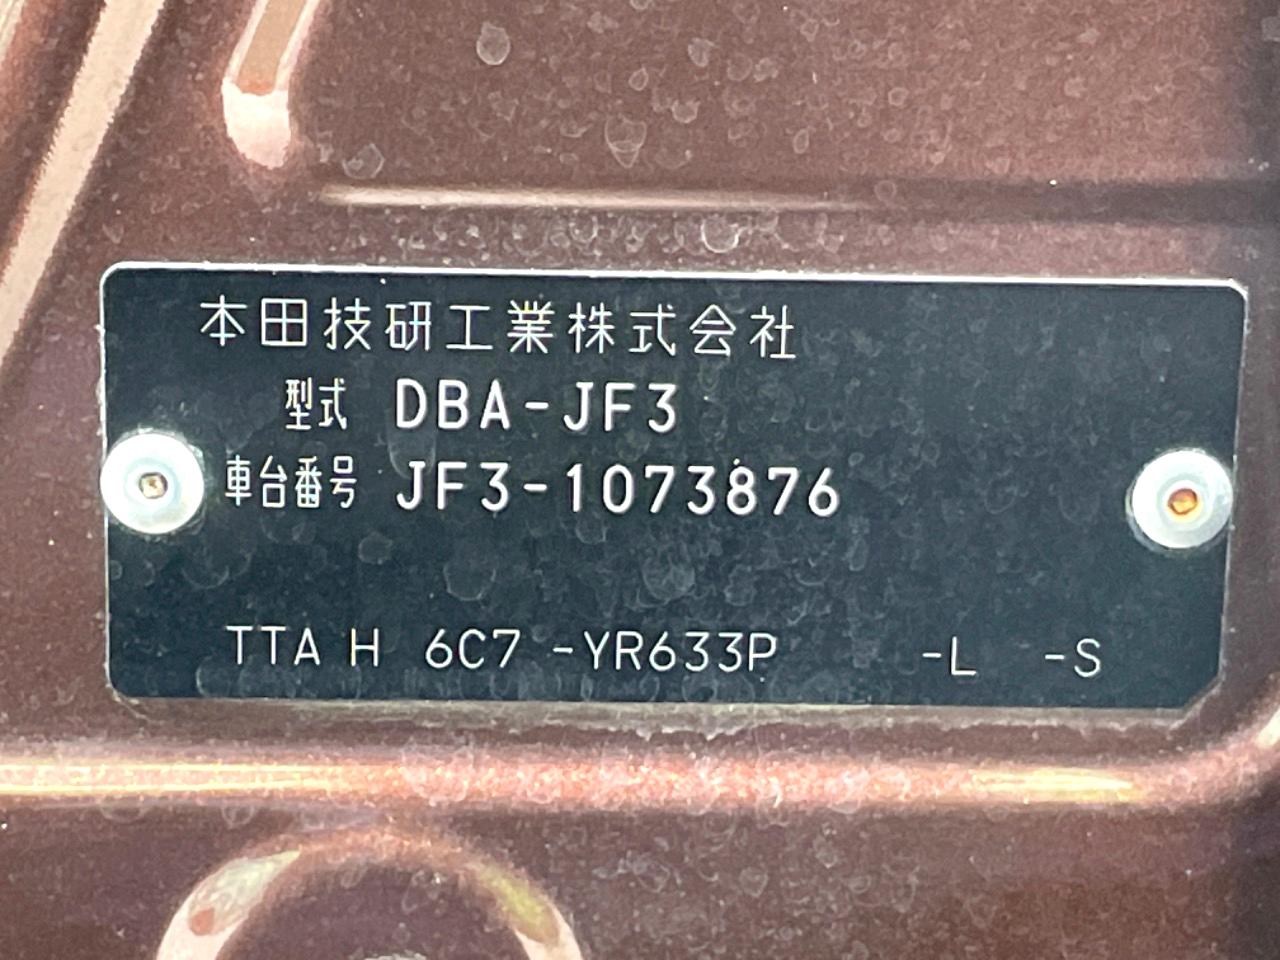 本田技研工業株式会社
型式 DBA-JF3
車台番号 JF3-1073876
TTA H 6C7 -YR633P -L -S